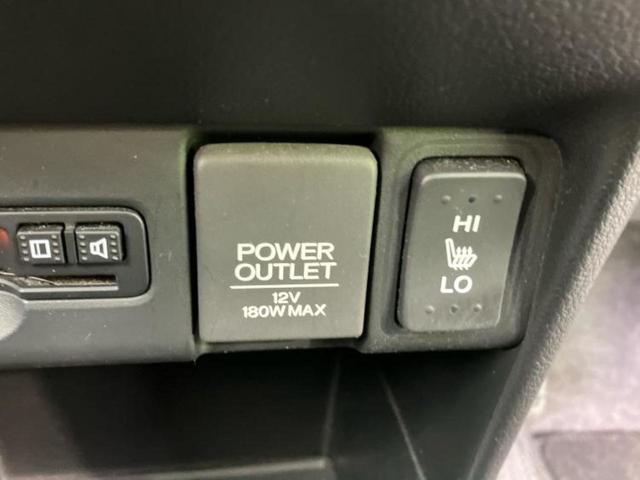 POWER
OUTLET
12V
180W MAX
HI
LO